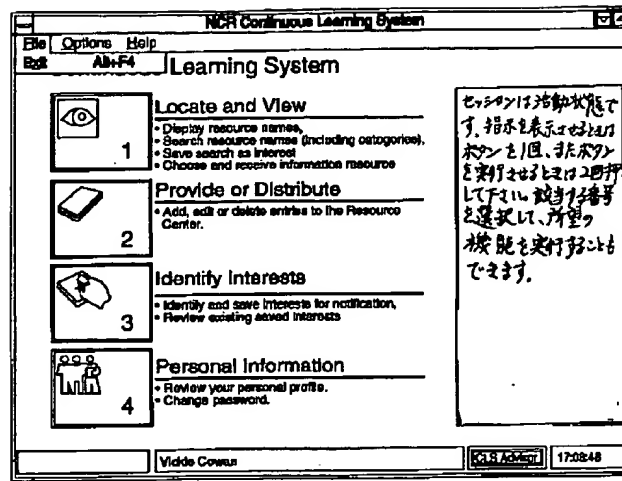 NCR Continuous Learning System
File Options Help
Exit Alt+F4
Learning System
1
Locate and View
• Display resource names,
• Search resource names (including categories),
• Save search as interest
• Choose and receive information resource
2
Provide or Distribute
• Add, edit or delete entries to the Resource
Center.
3
Identify Interests
• Identify and save interests for notification,
• Review existing saved interests
4
Personal Information
• Review your personal profile.
• Change password.
セッションは活動状態で
す、指示を表示させるときは
ボタンを1回、またボタン
を実行させるときは2回押
して下さい。該当する番号
を選択して、所望の
機能を実行することも
できます.
Vickie Cowan
CLS Advisor
17:08:48